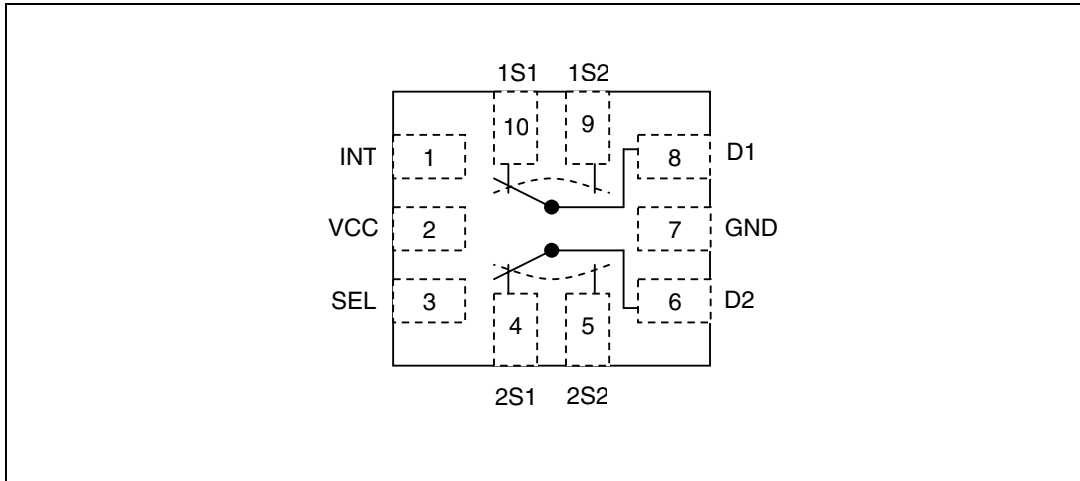 1S1 1S2
10 9
INT 1 8 D1
VCC 2 7 GND
SEL 3 6 D2
4 5
2S1 2S2